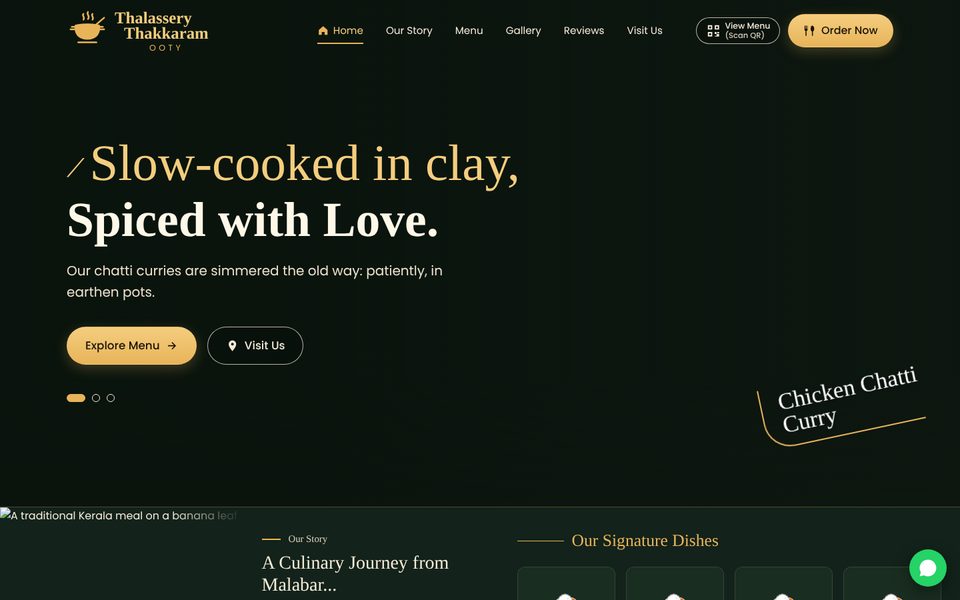 Thalassery
Thakkaram
OOTY
Home
Our Story
Menu
Gallery
Reviews
Visit Us
View Menu
(Scan QR)
Order Now
Slow-cooked in clay,
Spiced with Love.
Our chatti curries are simmered the old way: patiently, in
earthen pots.
Explore Menu
Visit Us
Chicken Chatti
Curry
A traditional Kerala meal on a banana leaf
Our Story
A Culinary Journey from
Malabar...
Our Signature Dishes